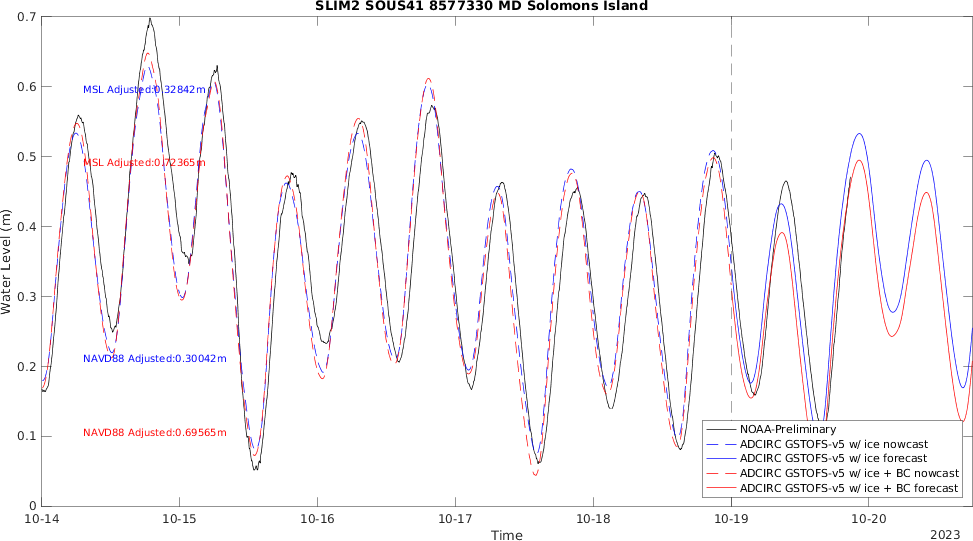 SLIM2 SOUS41 8577330 MD Solomons Island
0.7
0.6
0.5
0.4
0.3
0.2
0.1
0
Water Level (m)
MSL Adjusted:0.32842m
MSL Adjusted:0.72365m
NAVD88 Adjusted:0.30042m
NAVD88 Adjusted:0.69565m
NOAA-Preliminary
ADCIRC GSTOFS-v5 w/ ice nowcast
ADCIRC GSTOFS-v5 w/ ice forecast
ADCIRC GSTOFS-v5 w/ ice + BC nowcast
ADCIRC GSTOFS-v5 w/ ice + BC forecast
10-14 10-15 10-16 10-17 10-18 10-19 10-20
Time
2023